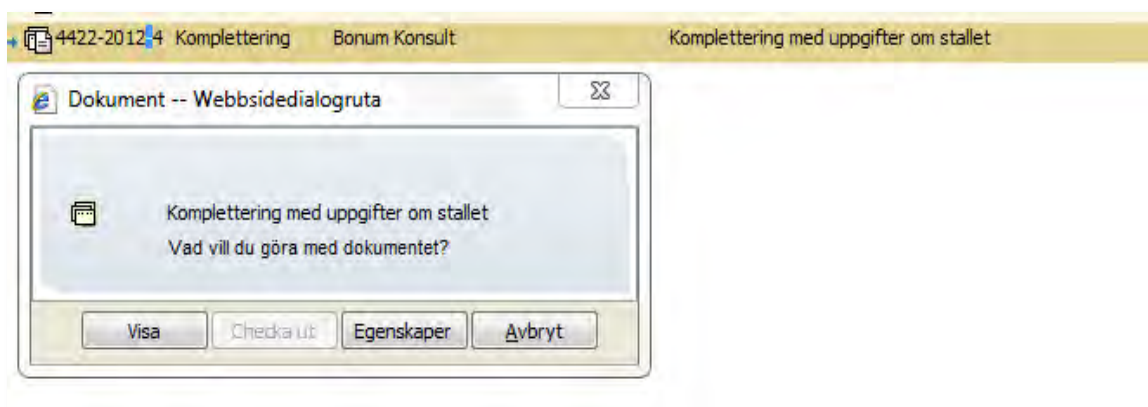 4422-2012-4 Komplettering Bonum Konsult Komplettering med uppgifter om stallet
Dokument -- Webbsidedialogruta
Komplettering med uppgifter om stallet
Vad vill du göra med dokumentet?
Visa Checka ut Egenskaper Avbryt